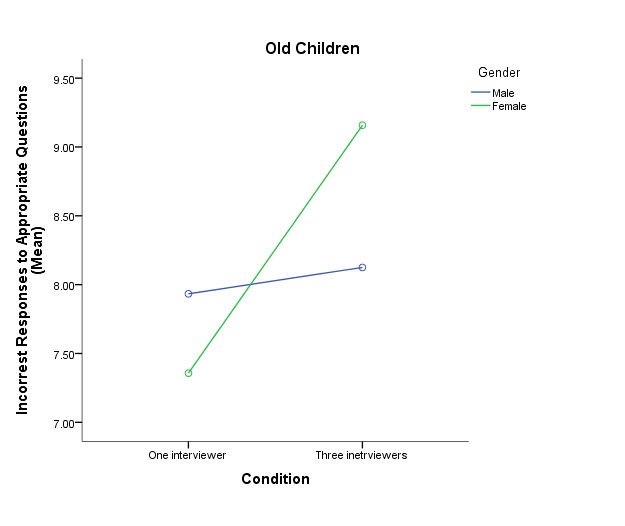 Old Children
Gender
Male
Female
Incorrest Responses to Appropriate Questions
(Mean)
9.50
9.00
8.50
8.00
7.50
7.00
One interviewer
Three inetrviewers
Condition